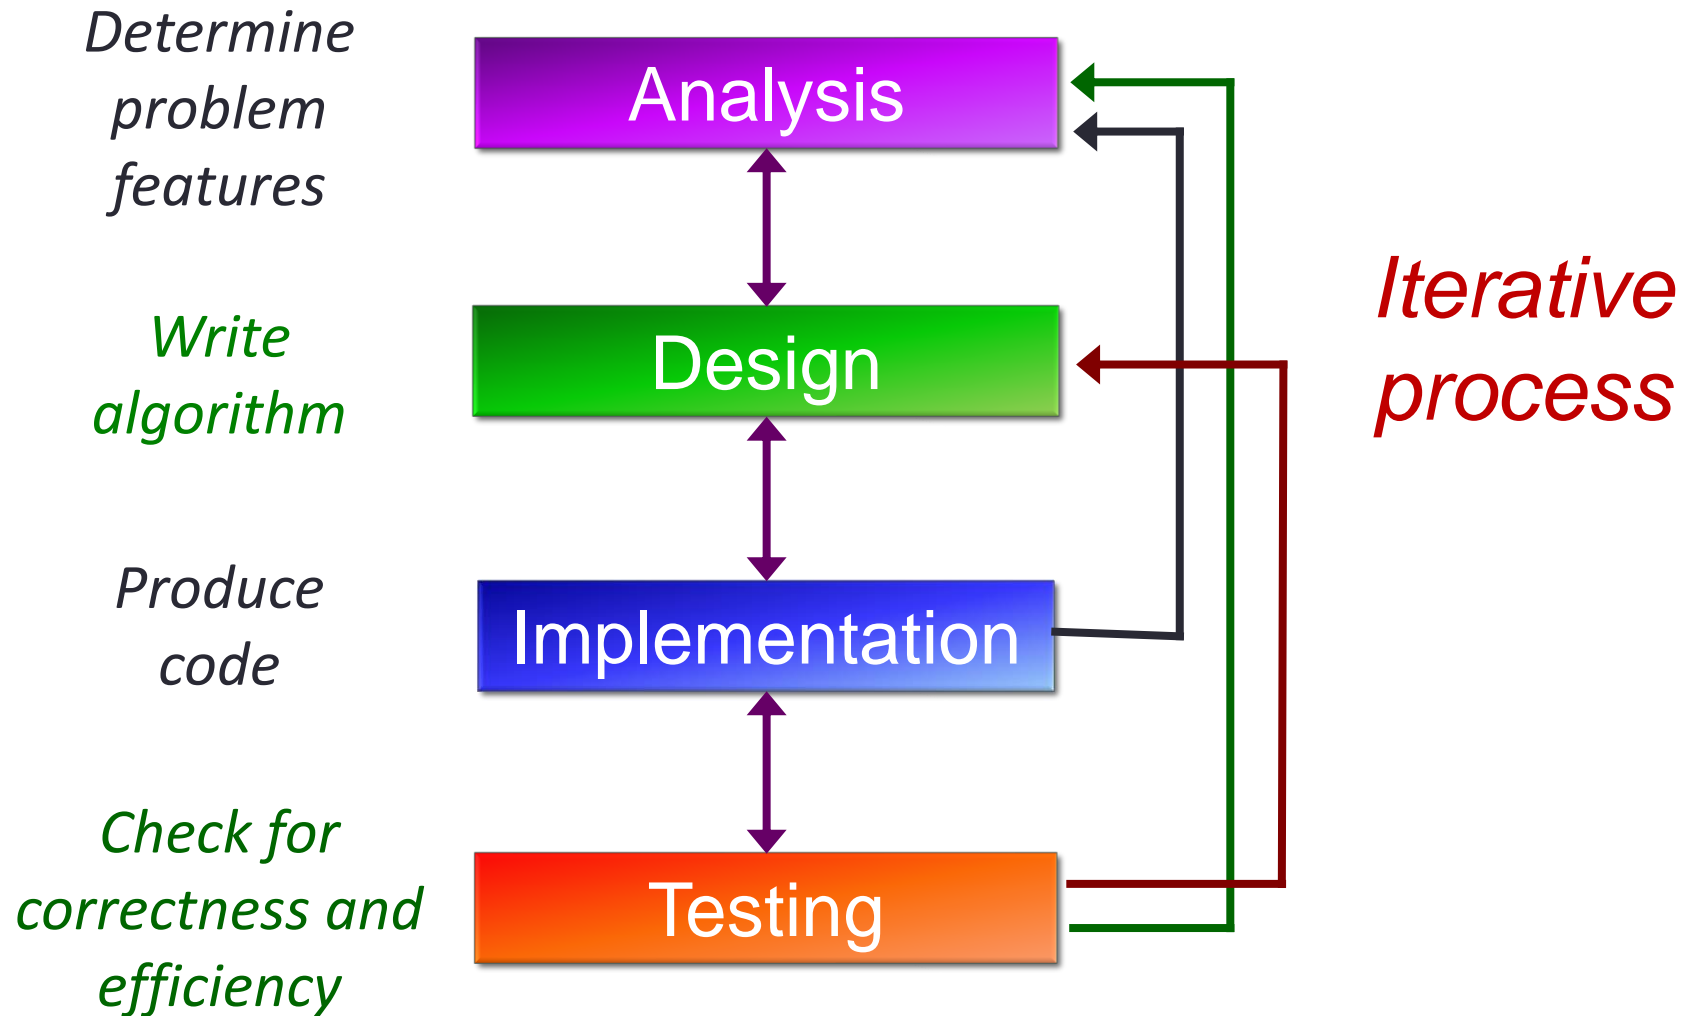 Determine
problem
features
Analysis
Write
algorithm
Design
Iterative
process
Produce
code
Implementation
Check for
correctness and
efficiency
Testing